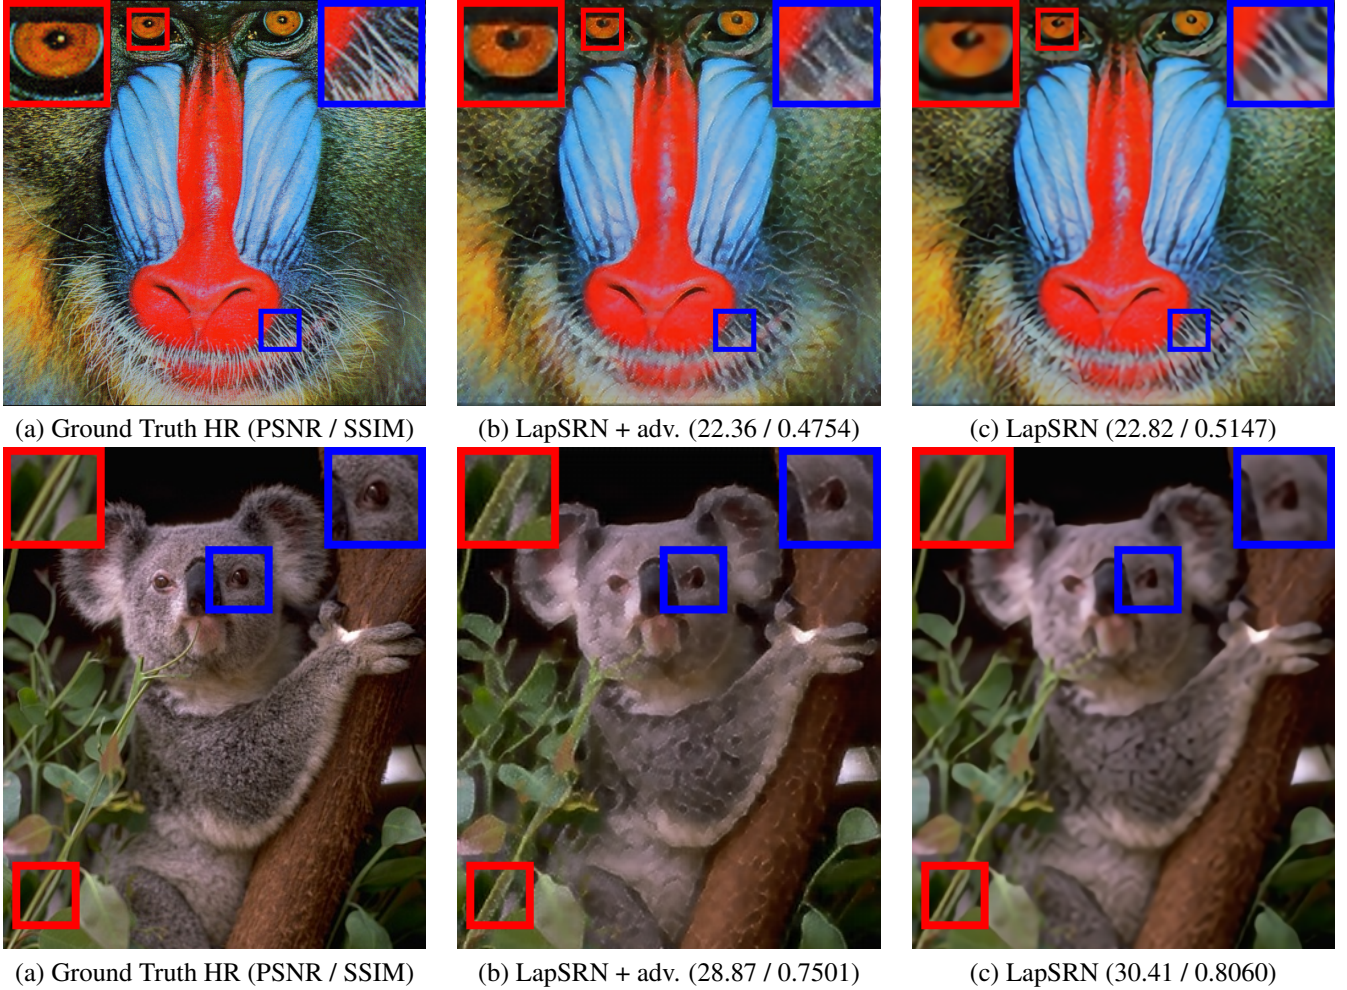 (a) Ground Truth HR (PSNR / SSIM)
(b) LapSRN + adv. (22.36 / 0.4754)
(c) LapSRN (22.82 / 0.5147)
(a) Ground Truth HR (PSNR / SSIM)
(b) LapSRN + adv. (28.87 / 0.7501)
(c) LapSRN (30.41 / 0.8060)